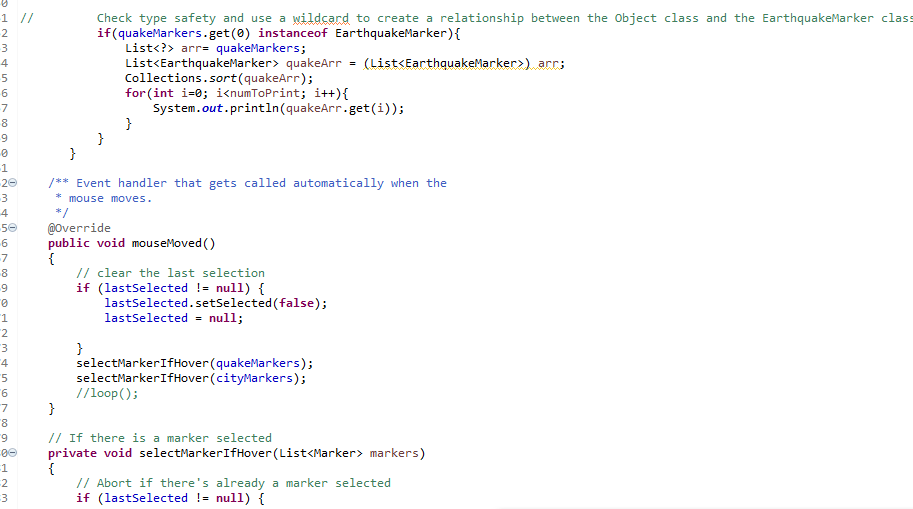 0
1 // Check type safety and use a wildcard to create a relationship between the Object class and the EarthquakeMarker class
2 if(quakeMarkers.get(0) instanceof EarthquakeMarker){
3 List<?> arr= quakeMarkers;
4 List<EarthquakeMarker> quakeArr = (List<EarthquakeMarker>) arr;
5 Collections.sort(quakeArr);
6 for(int i=0; i<numToPrint; i++){
7 System.out.println(quakeArr.get(i));
8 }
9 }
0 }
1
2 /** Event handler that gets called automatically when the
3 * mouse moves.
4 */
5 @Override
6 public void mouseMoved()
7 {
8 // clear the last selection
9 if (lastSelected != null) {
0 lastSelected.setSelected(false);
1 lastSelected = null;
2
3 }
4 selectMarkerIfHover(quakeMarkers);
5 selectMarkerIfHover(cityMarkers);
6 //loop();
7 }
8
9 // If there is a marker selected
0 private void selectMarkerIfHover(List<Marker> markers)
1 {
2 // Abort if there's already a marker selected
3 if (lastSelected != null) {